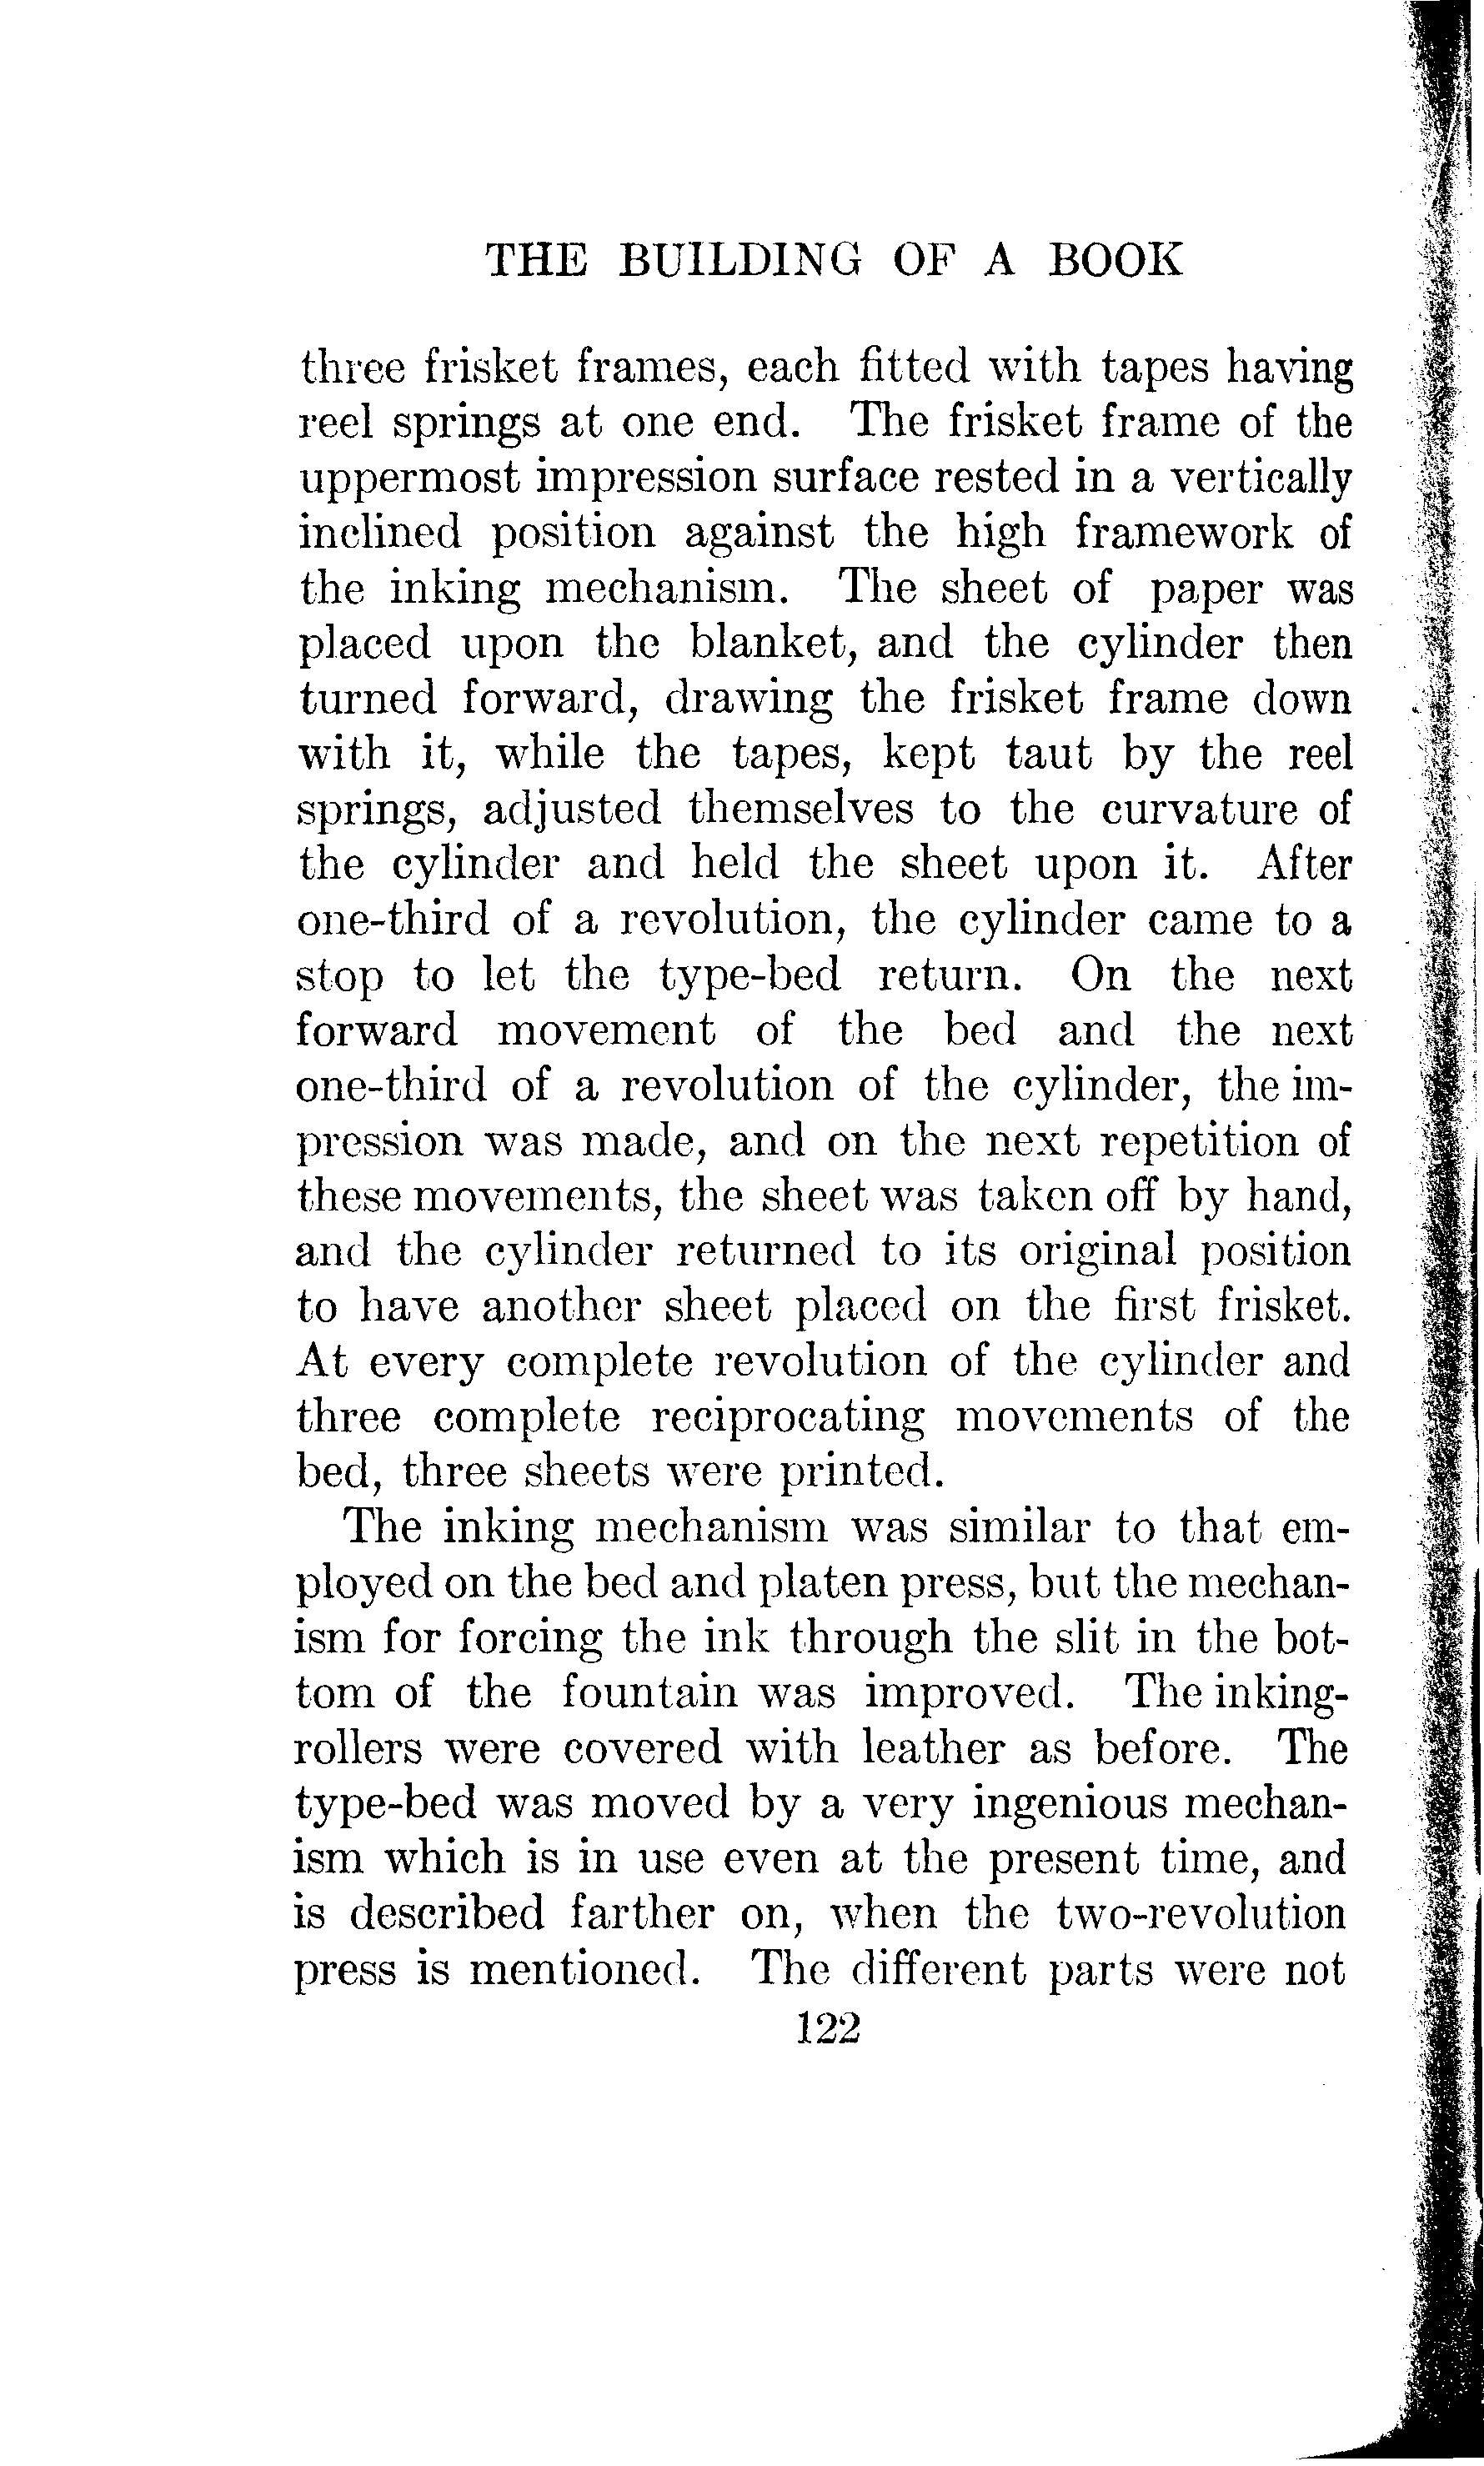 THE BUILDING OF A BOOK
three frisket frames, each fitted with tapes having
reel springs at one end. The frisket frame of the
uppermost impression surface rested in a vertically
inclined position against the high framework of
the inking mechanism. The sheet of paper was
placed upon the blanket, and the cylinder then
turned forward, drawing the frisket frame down
with it, while the tapes, kept taut by the reel
springs, adjusted themselves to the curvature of
the cylinder and held the sheet upon it. After
one-third of a revolution, the cylinder came to a
stop to let the type-bed return. On the next
forward movement of the bed and the next
one-third of a revolution of the cylinder, the im-
pression was made, and on the next repetition of
these movements, the sheet was taken off by hand,
and the cylinder returned to its original position
to have another sheet placed on the first frisket.
At every complete revolution of the cylinder and
three complete reciprocating movements of the
bed, three sheets were printed.
The inking mechanism was similar to that em-
ployed on the bed and platen press, but the mechan-
ism for forcing the ink through the slit in the bot-
tom of the fountain was improved. The inking-
rollers were covered with leather as before. The
type-bed was moved by a very ingenious mechan-
ism which is in use even at the present time, and
is described farther on, when the two-revolution
press is mentioned. The different parts were not
122